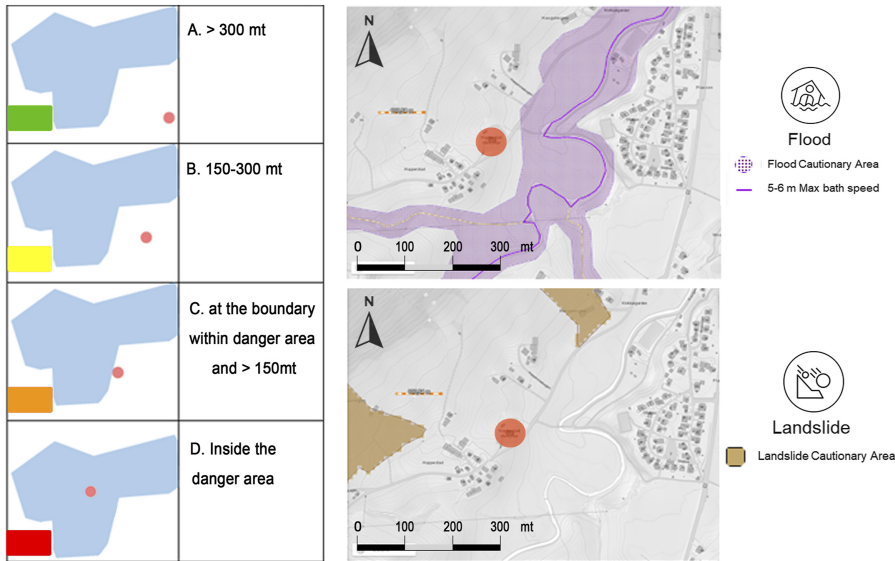 A. > 300 mt
B. 150-300 mt
C. at the boundary
within danger area
and > 150mt
D. Inside the
danger area
N
0 100 200 300 mt
Flood
Flood Cautionary Area
5-6 m Max bath speed
N
0 100 200 300 mt
Landslide
Landslide Cautionary Area